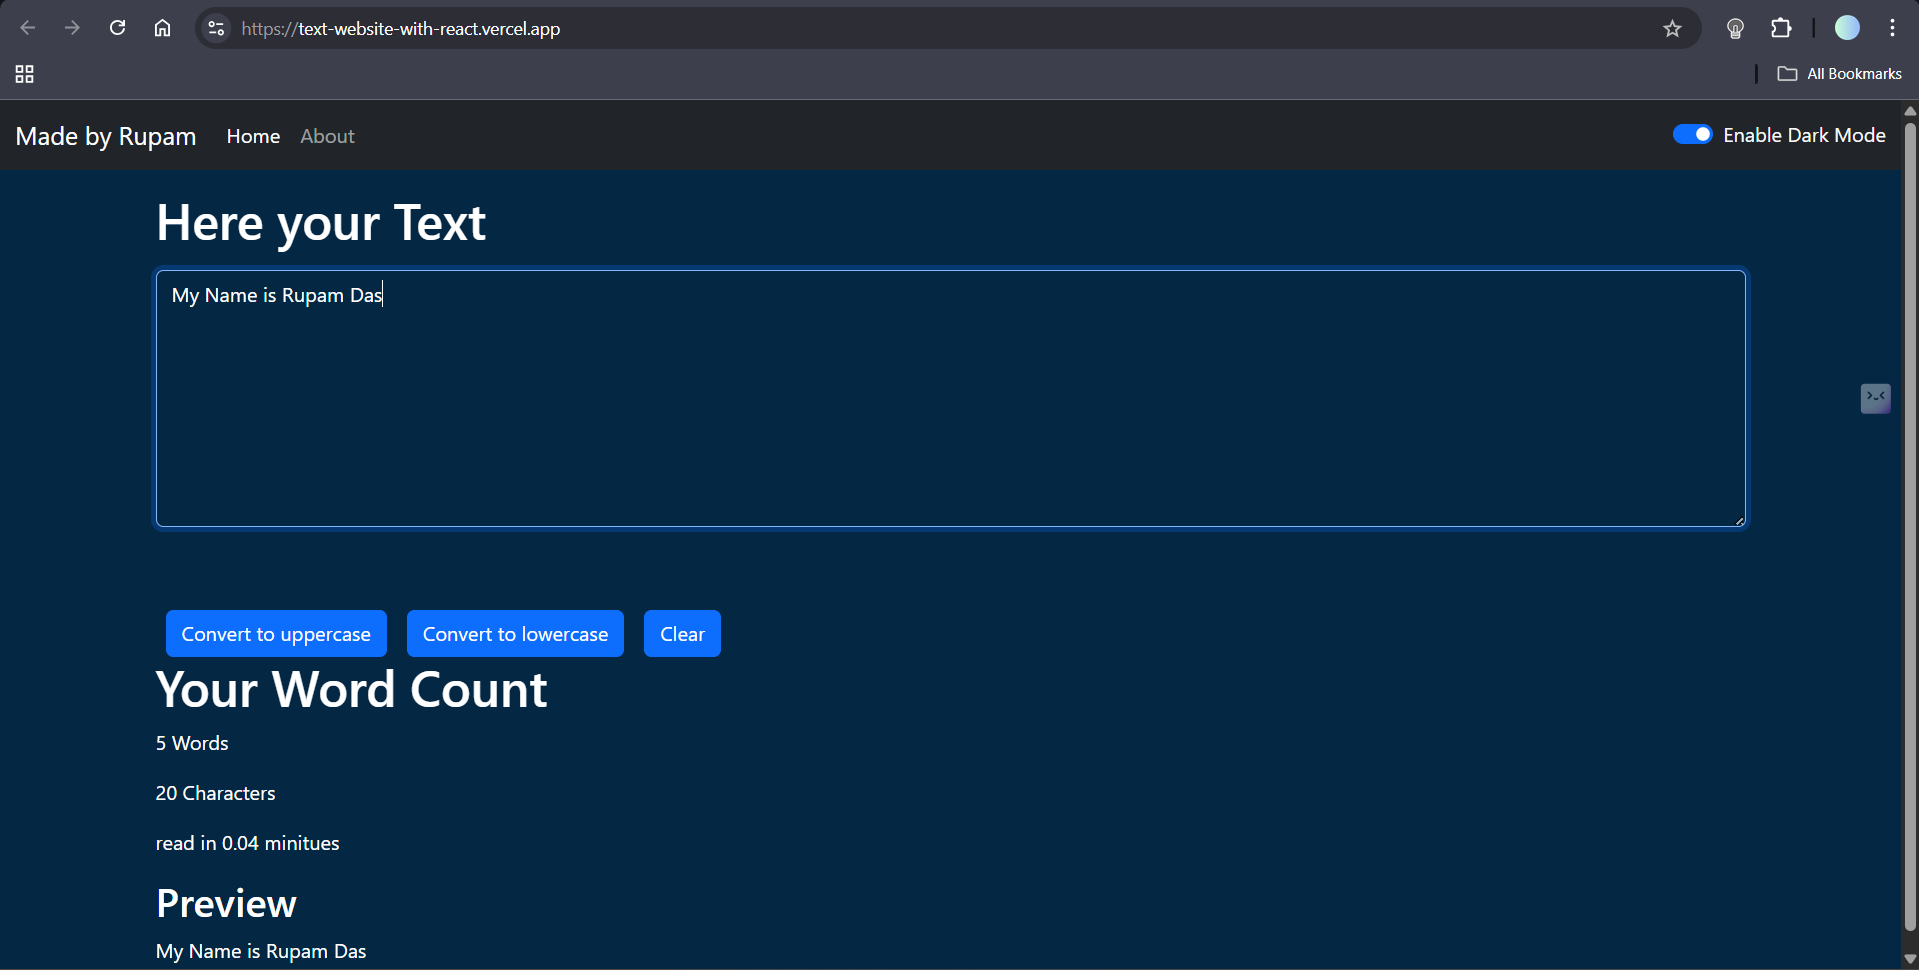 https://text-website-with-react.vercel.app
All Bookmarks
Made by Rupam Home About Enable Dark Mode
Here your Text
My Name is Rupam Das
Convert to uppercase Convert to lowercase Clear
Your Word Count
5 Words
20 Characters
read in 0.04 minitues
Preview
My Name is Rupam Das